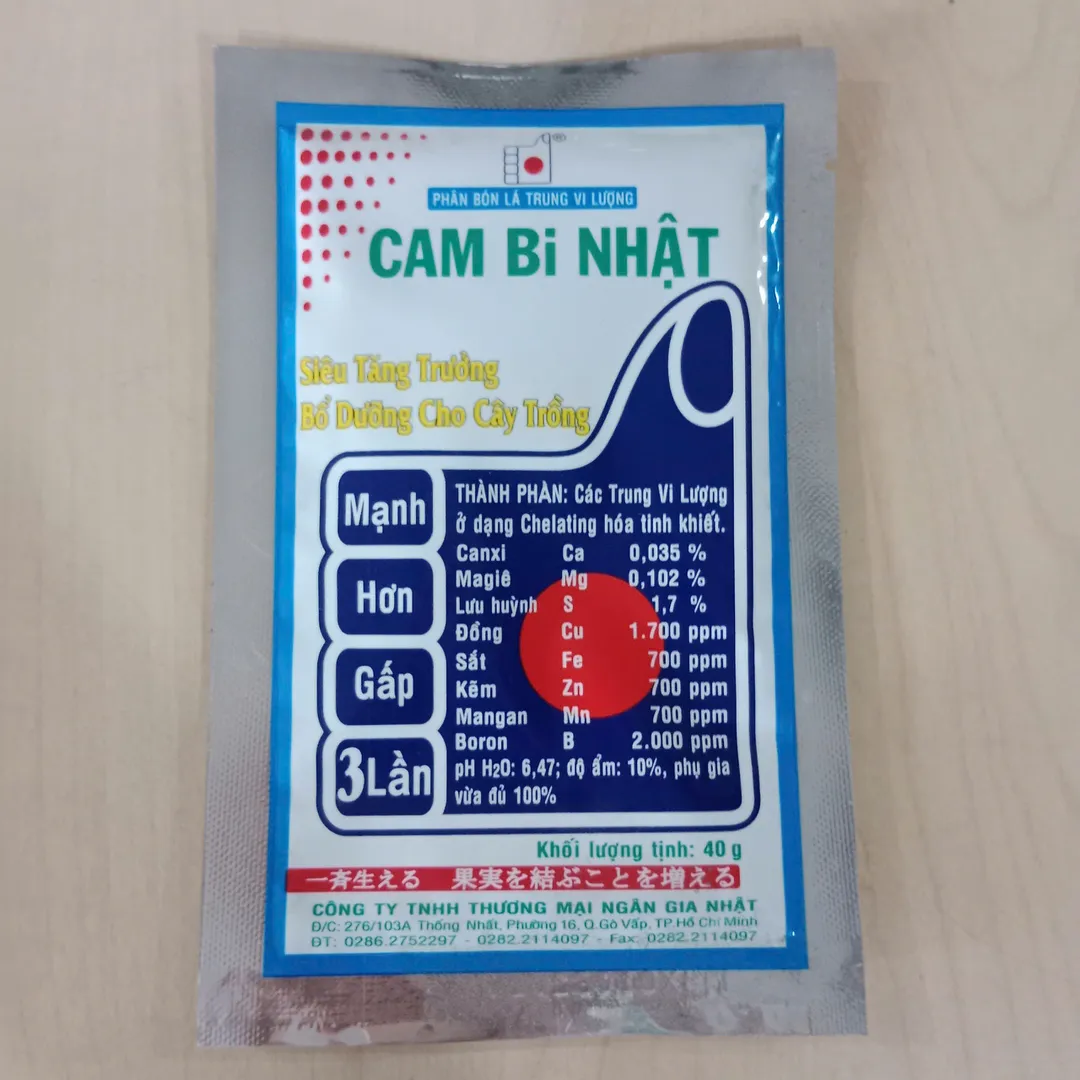 ®
PHÂN BÓN LÁ TRUNG VI LƯỢNG
CAM Bi NHẬT
Siêu Tăng Trưởng
Bổ Dưỡng Cho Cây Trồng
Mạnh
Hơn
Gấp
3 Lần
THÀNH PHẦN: Các Trung Vi Lượng
ở dạng Chelating hóa tinh khiết.
Canxi Ca 0,035 %
Magiê Mg 0,102 %
Lưu huỳnh S 1,7 %
Đồng Cu 1.700 ppm
Sắt Fe 700 ppm
Kẽm Zn 700 ppm
Mangan Mn 700 ppm
Boron B 2.000 ppm
pH H2O: 6,47; độ ẩm: 10%, phụ gia
vừa đủ 100%
Khối lượng tịnh: 40 g
一斉生える 果実を結ぶことを増える
CÔNG TY TNHH THƯƠNG MẠI NGÂN GIA NHẬT
Đ/C: 276/103A Thống Nhất, Phường 16, Q.Gò Vấp, TP.Hồ Chí Minh
ĐT: 0286.2752297 - 0282.2114097 - Fax: 0282.2114097